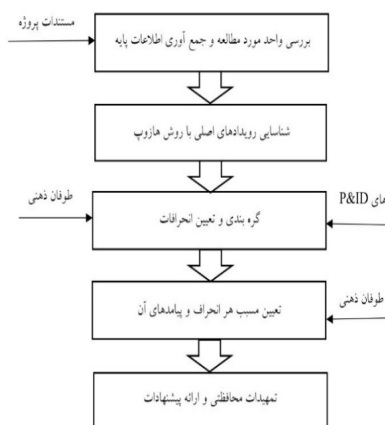 مستندات پروژه
بررسی واحد مورد مطالعه و جمع آوری اطلاعات پایه
شناسایی رویدادهای اصلی با روش هازوپ
طوفان ذهنی
گره بندی و تعیین انحرافات
های P&ID
تعیین مسبب هر انحراف و پیامدهای آن
طوفان ذهنی
تمهیدات محافظتی و ارائه پیشنهادات